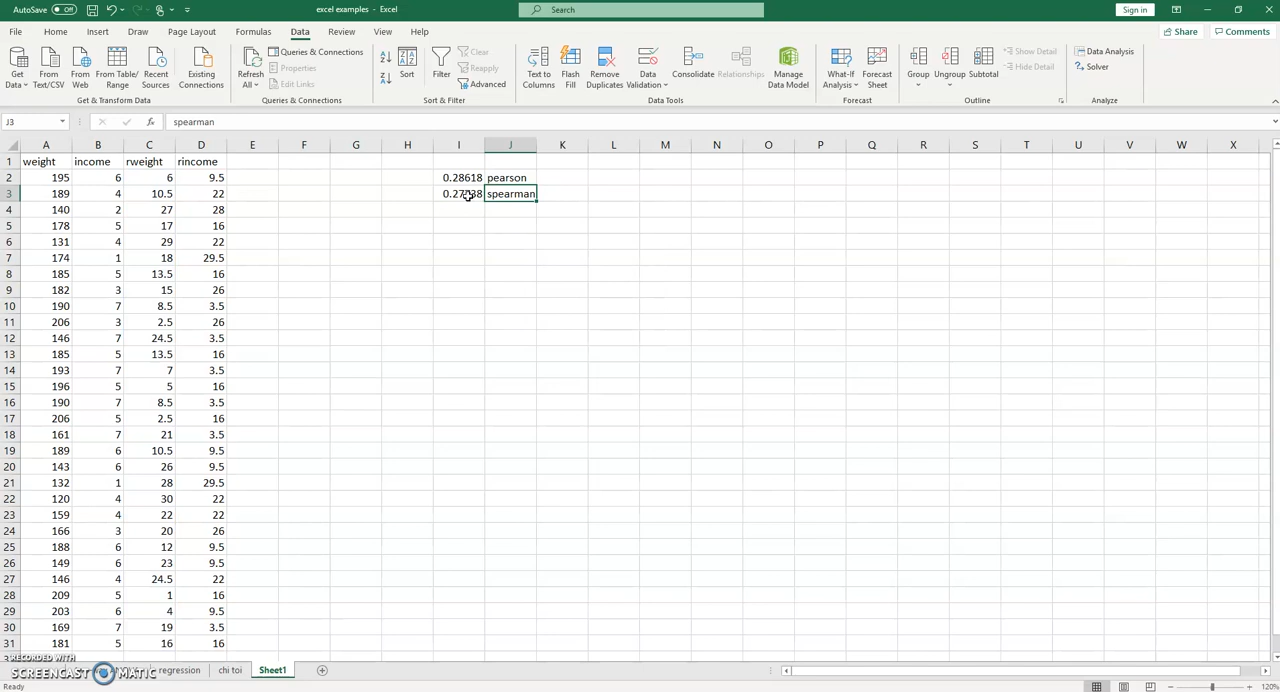 AutoSave Off excel examples - Excel Search Sign in
File Home Insert Draw Page Layout Formulas Data Review View Help Share Comments
Get Data From Text/CSV From Web From Table/Range Recent Sources Existing Connections Refresh All Queries & Connections Properties Edit Links Sort Filter Clear Reapply Advanced Text to Columns Flash Fill Remove Duplicates Data Validation Consolidate Relationships Manage Data Model What-If Analysis Forecast Sheet Group Ungroup Subtotal Show Detail Hide Detail Data Analysis Solver
Get & Transform Data Queries & Connections Sort & Filter Data Tools Forecast Outline Analyze
J3 fx spearman
A B C D E F G H I J K L M N O P Q R S T U V W X
1 weight income rweight rincome
2 195 6 6 9.5 0.28618 pearson
3 189 4 10.5 22 spearman
4 140 2 27 28
5 178 5 17 16
6 131 4 29 22
7 174 1 18 29.5
8 185 5 13.5 16
9 182 3 15 26
10 190 7 8.5 3.5
11 206 3 2.5 26
12 146 7 24.5 3.5
13 185 5 13.5 16
14 193 7 7 3.5
15 196 5 5 16
16 190 7 8.5 3.5
17 206 5 2.5 16
18 161 7 21 3.5
19 189 6 10.5 9.5
20 143 6 26 9.5
21 132 1 28 29.5
22 120 4 30 22
23 159 4 22 22
24 166 3 20 26
25 188 6 12 9.5
26 149 6 23 9.5
27 146 4 24.5 22
28 209 5 1 16
29 203 6 4 9.5
30 169 7 19 3.5
31 181 5 16 16
RECORDED WITH
SCREENCAST MATIC regression chi toi Sheet1
Ready 120%